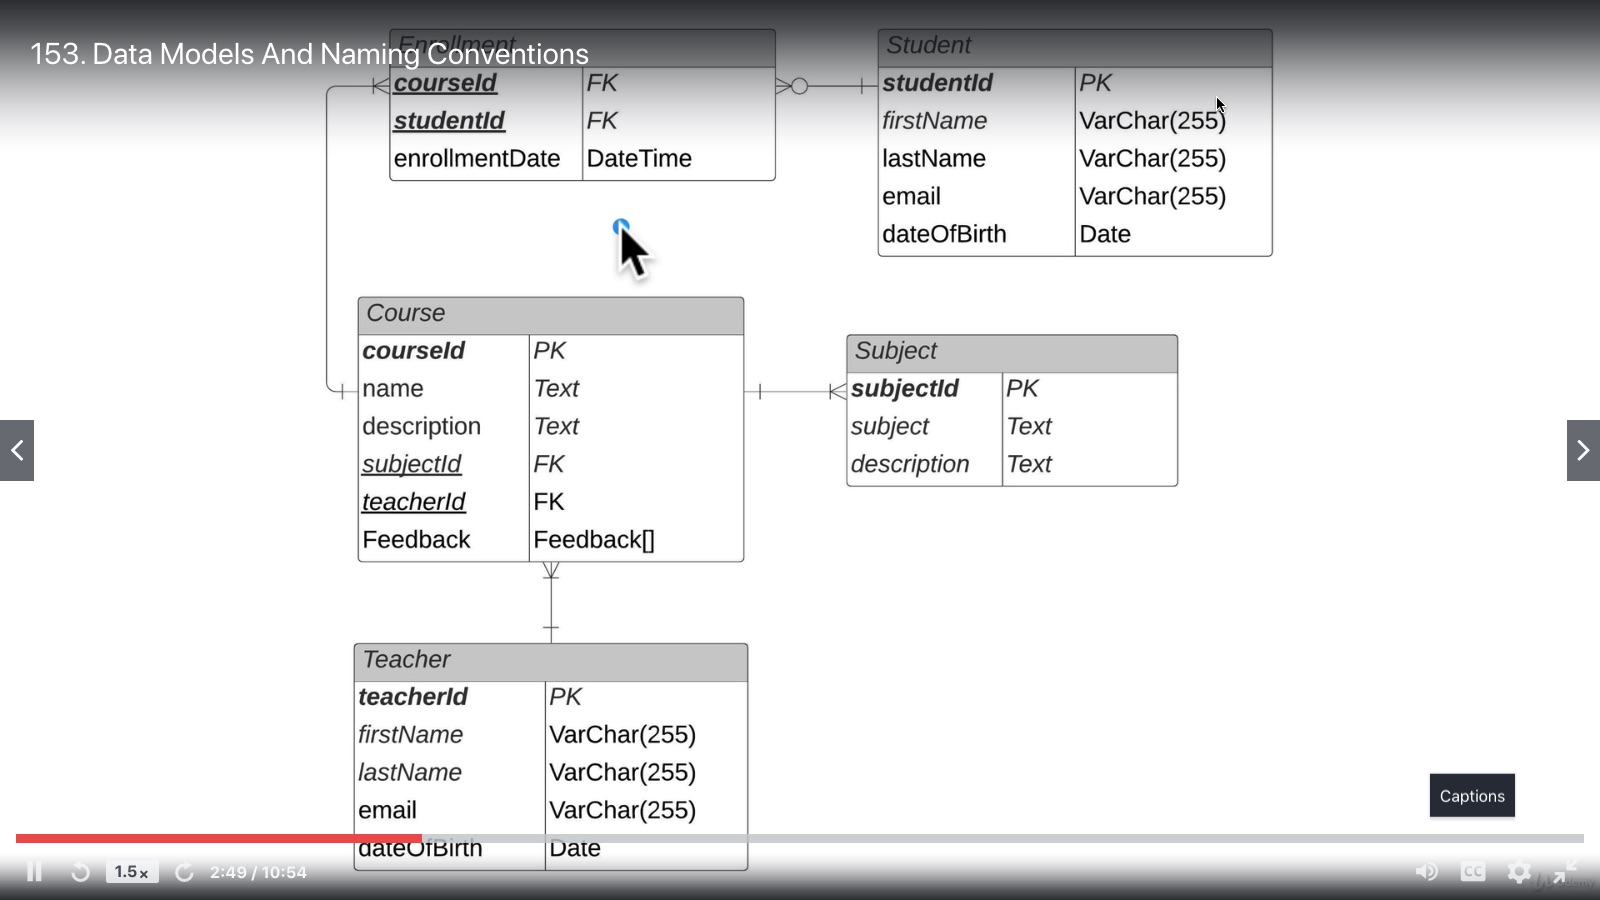 153. Data Models And Naming Conventions
Enrollment
courseId FK
studentId FK
enrollmentDate DateTime
Student
studentId PK
firstName VarChar(255)
lastName VarChar(255)
email VarChar(255)
dateOfBirth Date
Course
courseId PK
name Text
description Text
subjectId FK
teacherId FK
Feedback Feedback[]
Subject
subjectId PK
subject Text
description Text
Teacher
teacherId PK
firstName VarChar(255)
lastName VarChar(255)
email VarChar(255)
dateOfBirth Date
Captions
1.5x
2:49 / 10:54
CC